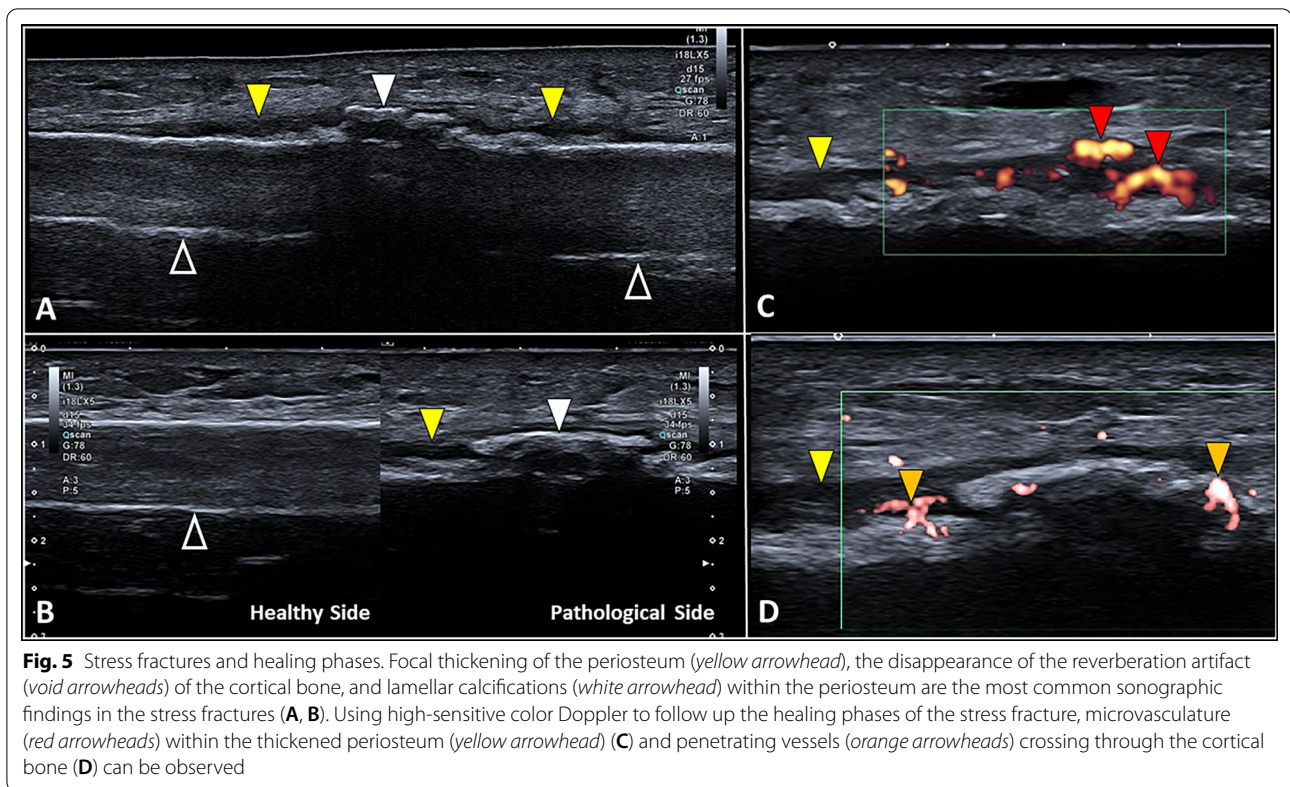 MI
(1.3)
i18LX5
d15
27 fps
Qscan
G:78
DR:60
A:1
A
C
0
MI
(1.3)
i18LX5
d15
34 fps
Qscan
G:78
DR:60
A:3
P:5
1
2
MI
(1.3)
i18LX5
d15
34 fps
Qscan
G:78
DR:60
A:3
P:5
0
1
2
B
Healthy Side
Pathological Side
D
Fig. 5 Stress fractures and healing phases. Focal thickening of the periosteum (yellow arrowhead), the disappearance of the reverberation artifact
(void arrowheads) of the cortical bone, and lamellar calcifications (white arrowhead) within the periosteum are the most common sonographic
findings in the stress fractures (A, B). Using high-sensitive color Doppler to follow up the healing phases of the stress fracture, microvasculature
(red arrowheads) within the thickened periosteum (yellow arrowhead) (C) and penetrating vessels (orange arrowheads) crossing through the cortical
bone (D) can be observed